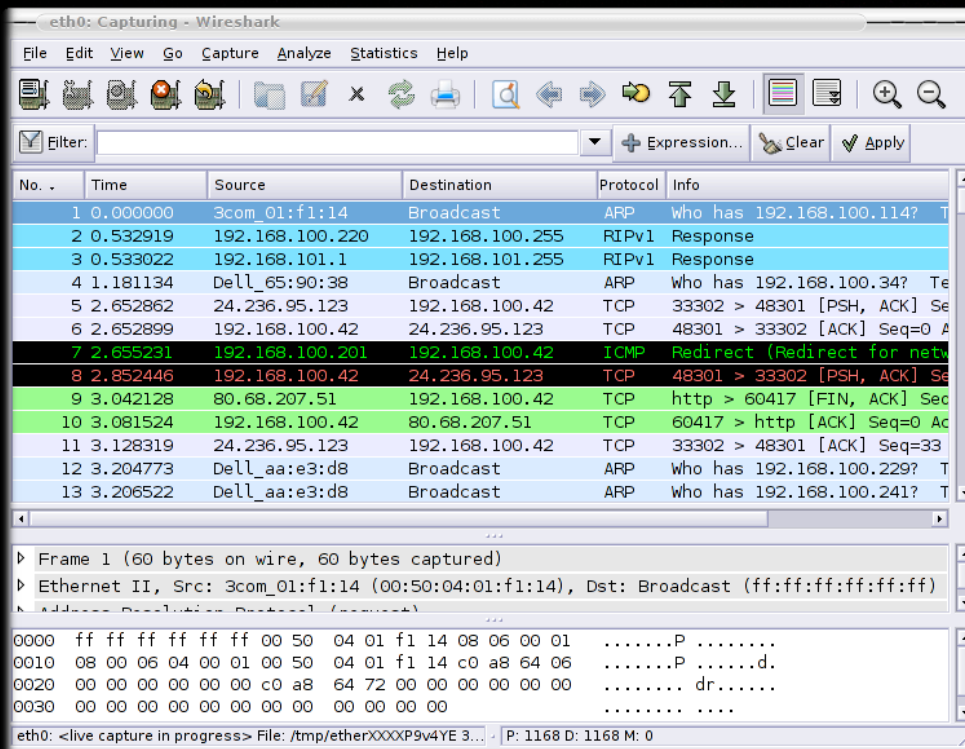 eth0: Capturing - Wireshark
File Edit View Go Capture Analyze Statistics Help
Filter: Expression... Clear Apply
No. . Time Source Destination Protocol Info
1 0.000000 3com_01:f1:14 Broadcast ARP Who has 192.168.100.114? T
2 0.532919 192.168.100.220 192.168.100.255 RIPv1 Response
3 0.533022 192.168.101.1 192.168.101.255 RIPv1 Response
4 1.181134 Dell_65:90:38 Broadcast ARP Who has 192.168.100.34? Te
5 2.652862 24.236.95.123 192.168.100.42 TCP 33302 > 48301 [PSH, ACK] Se
6 2.652899 192.168.100.42 24.236.95.123 TCP 48301 > 33302 [ACK] Seq=0 A
7 2.655231 192.168.100.201 192.168.100.42 ICMP Redirect (Redirect for netw
8 2.852446 192.168.100.42 24.236.95.123 TCP 48301 > 33302 [PSH, ACK] Se
9 3.042128 80.68.207.51 192.168.100.42 TCP http > 60417 [FIN, ACK] Seq
10 3.081524 192.168.100.42 80.68.207.51 TCP 60417 > http [ACK] Seq=0 Ac
11 3.128319 24.236.95.123 192.168.100.42 TCP 33302 > 48301 [ACK] Seq=33
12 3.204773 Dell_aa:e3:d8 Broadcast ARP Who has 192.168.100.229? T
13 3.206522 Dell_aa:e3:d8 Broadcast ARP Who has 192.168.100.241? T
Frame 1 (60 bytes on wire, 60 bytes captured)
Ethernet II, Src: 3com_01:f1:14 (00:50:04:01:f1:14), Dst: Broadcast (ff:ff:ff:ff:ff:ff)
Address Resolution Protocol (request)
0000 ff ff ff ff ff ff 00 50 04 01 f1 14 08 06 00 01 .......P ........
0010 08 00 06 04 00 01 00 50 04 01 f1 14 c0 a8 64 06 .......P ......d.
0020 00 00 00 00 00 00 c0 a8 64 72 00 00 00 00 00 00 ........ dr......
0030 00 00 00 00 00 00 00 00 00 00 00 00 ........ ....
eth0: <live capture in progress> File: /tmp/etherXXXXP9v4YE 3... P: 1168 D: 1168 M: 0